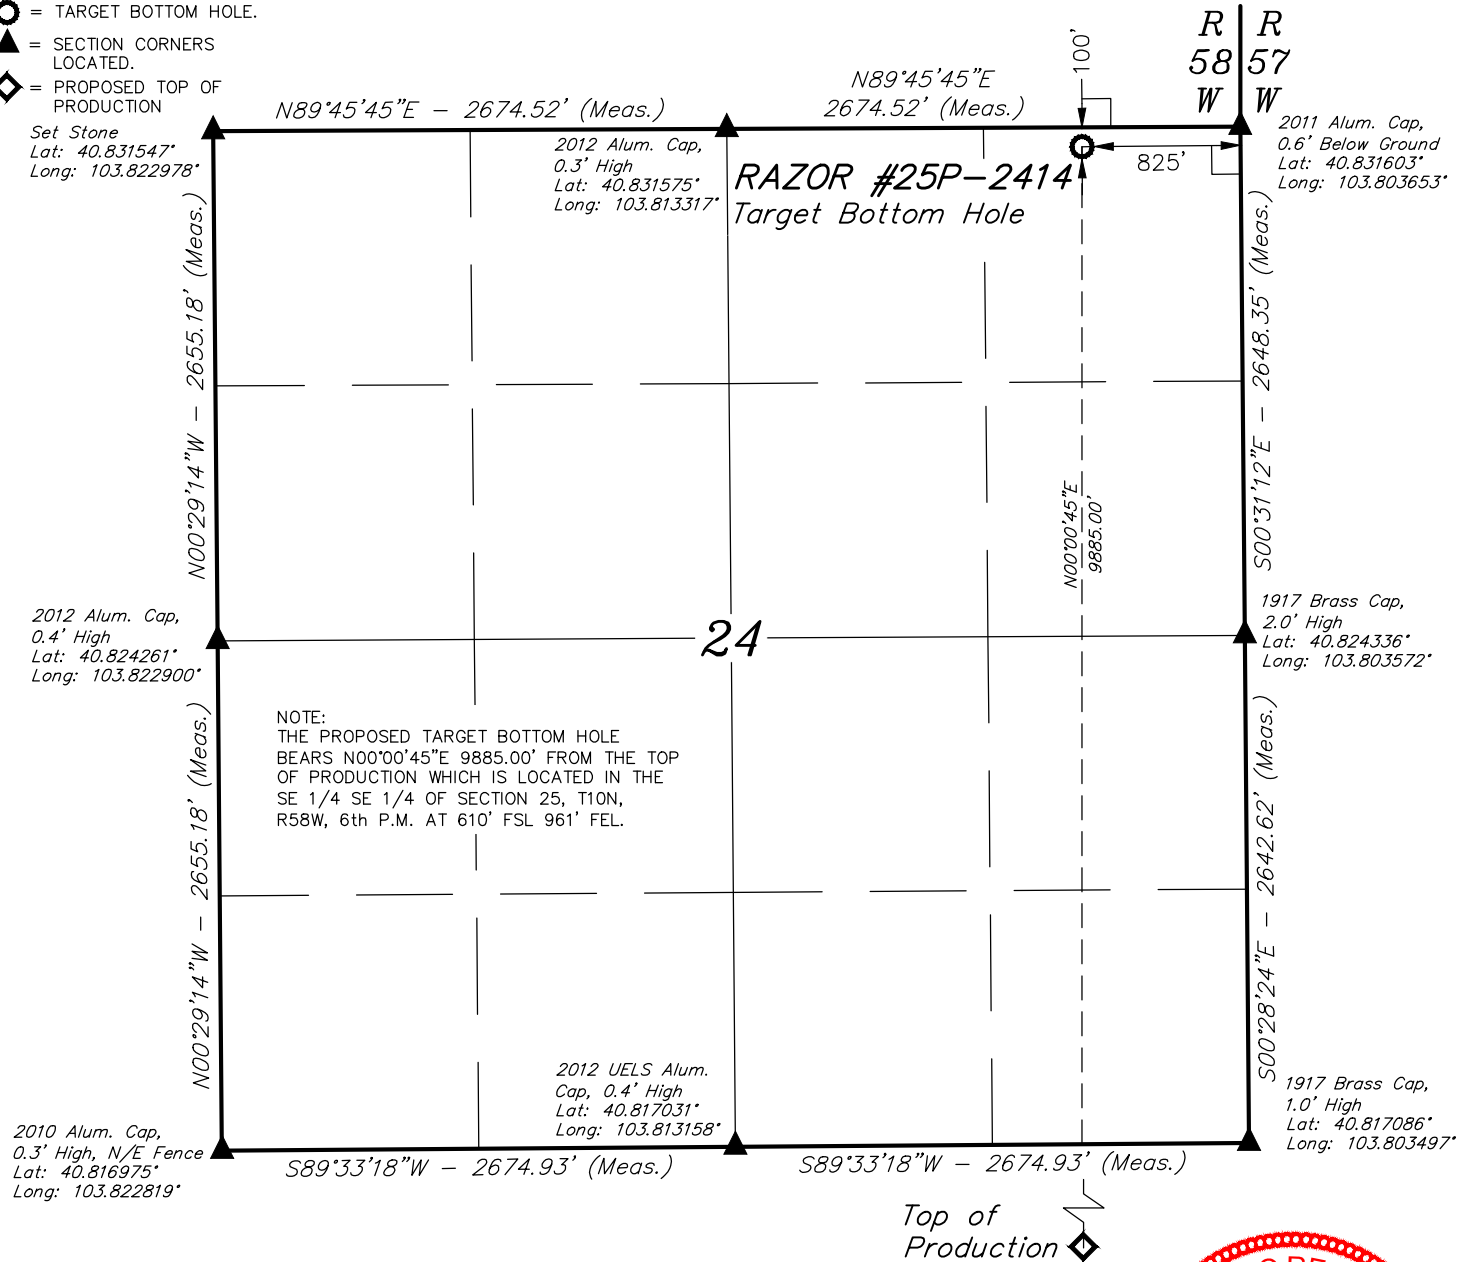 = TARGET BOTTOM HOLE.
= SECTION CORNERS
LOCATED.
= PROPOSED TOP OF
PRODUCTION
Set Stone
Lat: 40.831547°
Long: 103.822978°
N89°45'45"E - 2674.52' (Meas.)
N89°45'45"E
2674.52' (Meas.)
100'
R R
58 57
W W
2012 Alum. Cap,
0.3' High
Lat: 40.831575°
Long: 103.813317°
RAZOR #25P-2414
Target Bottom Hole
825'
2011 Alum. Cap,
0.6' Below Ground
Lat: 40.831603°
Long: 103.803653°
N00°29'14"W - 2655.18' (Meas.)
S00°31'12"E - 2648.35' (Meas.)
N00°00'45"E
9885.00'
2012 Alum. Cap,
0.4' High
Lat: 40.824261°
Long: 103.822900°
24
1917 Brass Cap,
2.0' High
Lat: 40.824336°
Long: 103.803572°
NOTE:
THE PROPOSED TARGET BOTTOM HOLE
BEARS N00°00'45"E 9885.00' FROM THE TOP
OF PRODUCTION WHICH IS LOCATED IN THE
SE 1/4 SE 1/4 OF SECTION 25, T10N,
R58W, 6th P.M. AT 610' FSL 961' FEL.
N00°29'14"W - 2655.18' (Meas.)
S00°28'24"E - 2642.62' (Meas.)
2012 UELS Alum.
Cap, 0.4' High
Lat: 40.817031°
Long: 103.813158°
1917 Brass Cap,
1.0' High
Lat: 40.817086°
Long: 103.803497°
2010 Alum. Cap,
0.3' High, N/E Fence
Lat: 40.816975°
Long: 103.822819°
S89°33'18"W - 2674.93' (Meas.)
S89°33'18"W - 2674.93' (Meas.)
Top of
Production